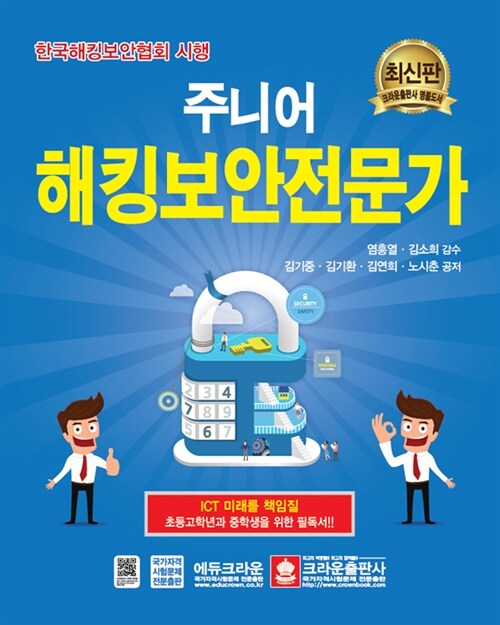 한국해킹보안협회 시행
최신판
크라운출판사 명품도서
주니어
해킹보안전문가
염흥열 · 김소희 감수
김기중 · 김기환 · 김연희 · 노시춘 공저
SECURITY
SAFETY
2 3 4
7 8 9
5 6 7
ICT 미래를 책임질
초등고학년과 중학생을 위한 필독서!!
국가자격
시험문제
전문출판
에듀크라운
국가자격시험문제 전문출판
www.educrown.co.kr
크라운출판사
국가자격시험문제 전문출판
http://www.crownbook.com